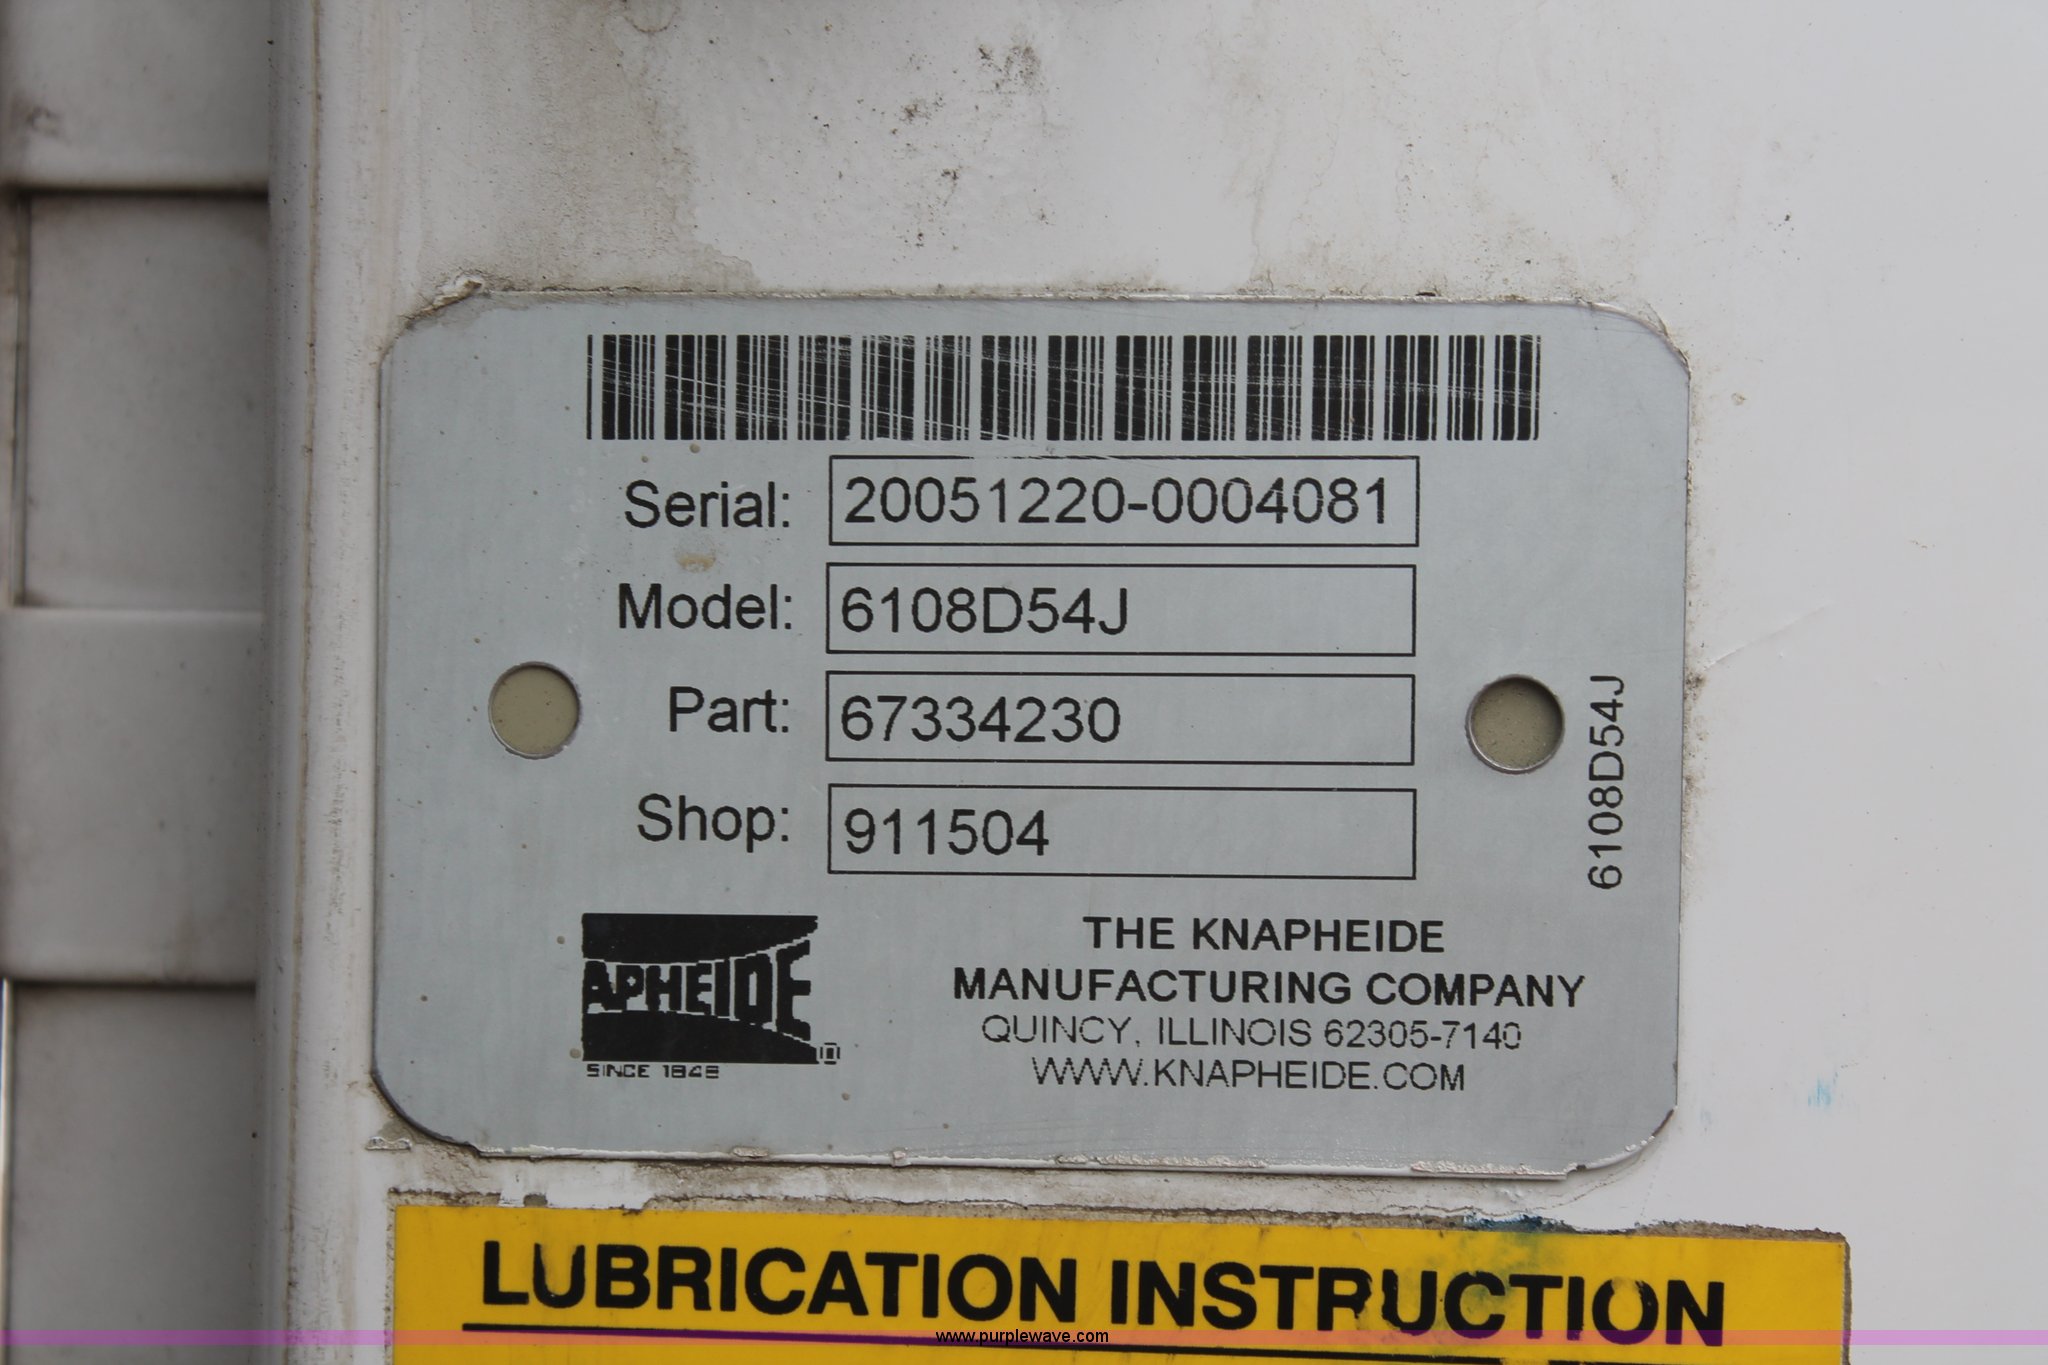 Serial: 20051220-0004081
Model: 6108D54J
Part: 67334230
Shop: 911504
6108D54J
APHEIDE
SINCE 1848
THE KNAPHEIDE
MANUFACTURING COMPANY
QUINCY, ILLINOIS 62305-7140
WWW.KNAPHEIDE.COM
LUBRICATION INSTRUCTION
www.purplewave.com